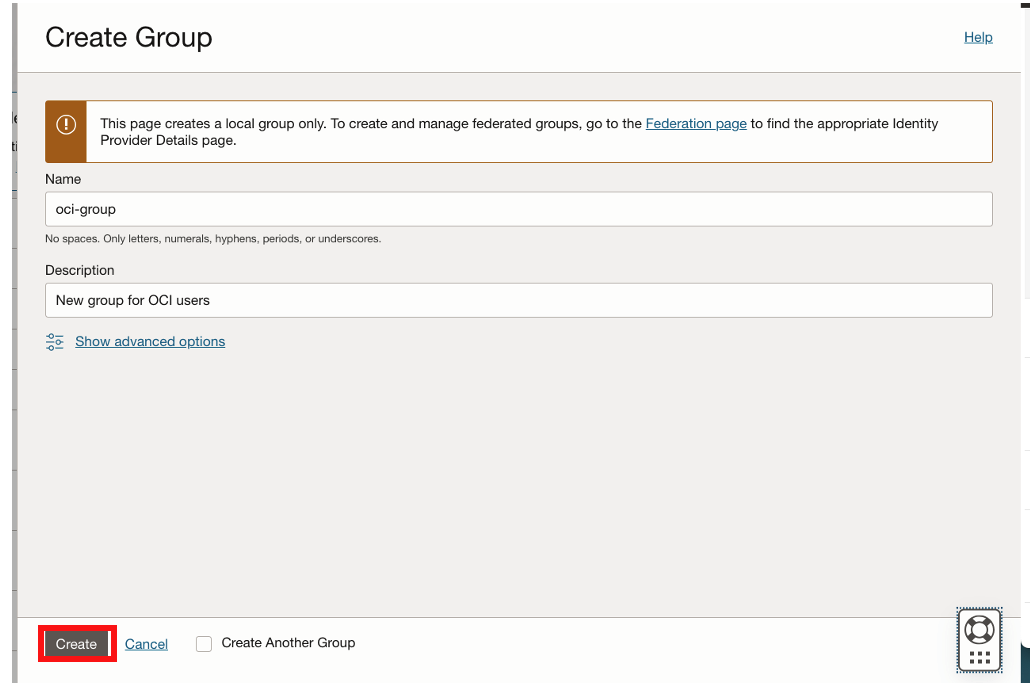 Create Group
Help
This page creates a local group only. To create and manage federated groups, go to the Federation page to find the appropriate Identity
Provider Details page.
Name
oci-group
No spaces. Only letters, numerals, hyphens, periods, or underscores.
Description
New group for OCI users
Show advanced options
Create
Cancel
Create Another Group